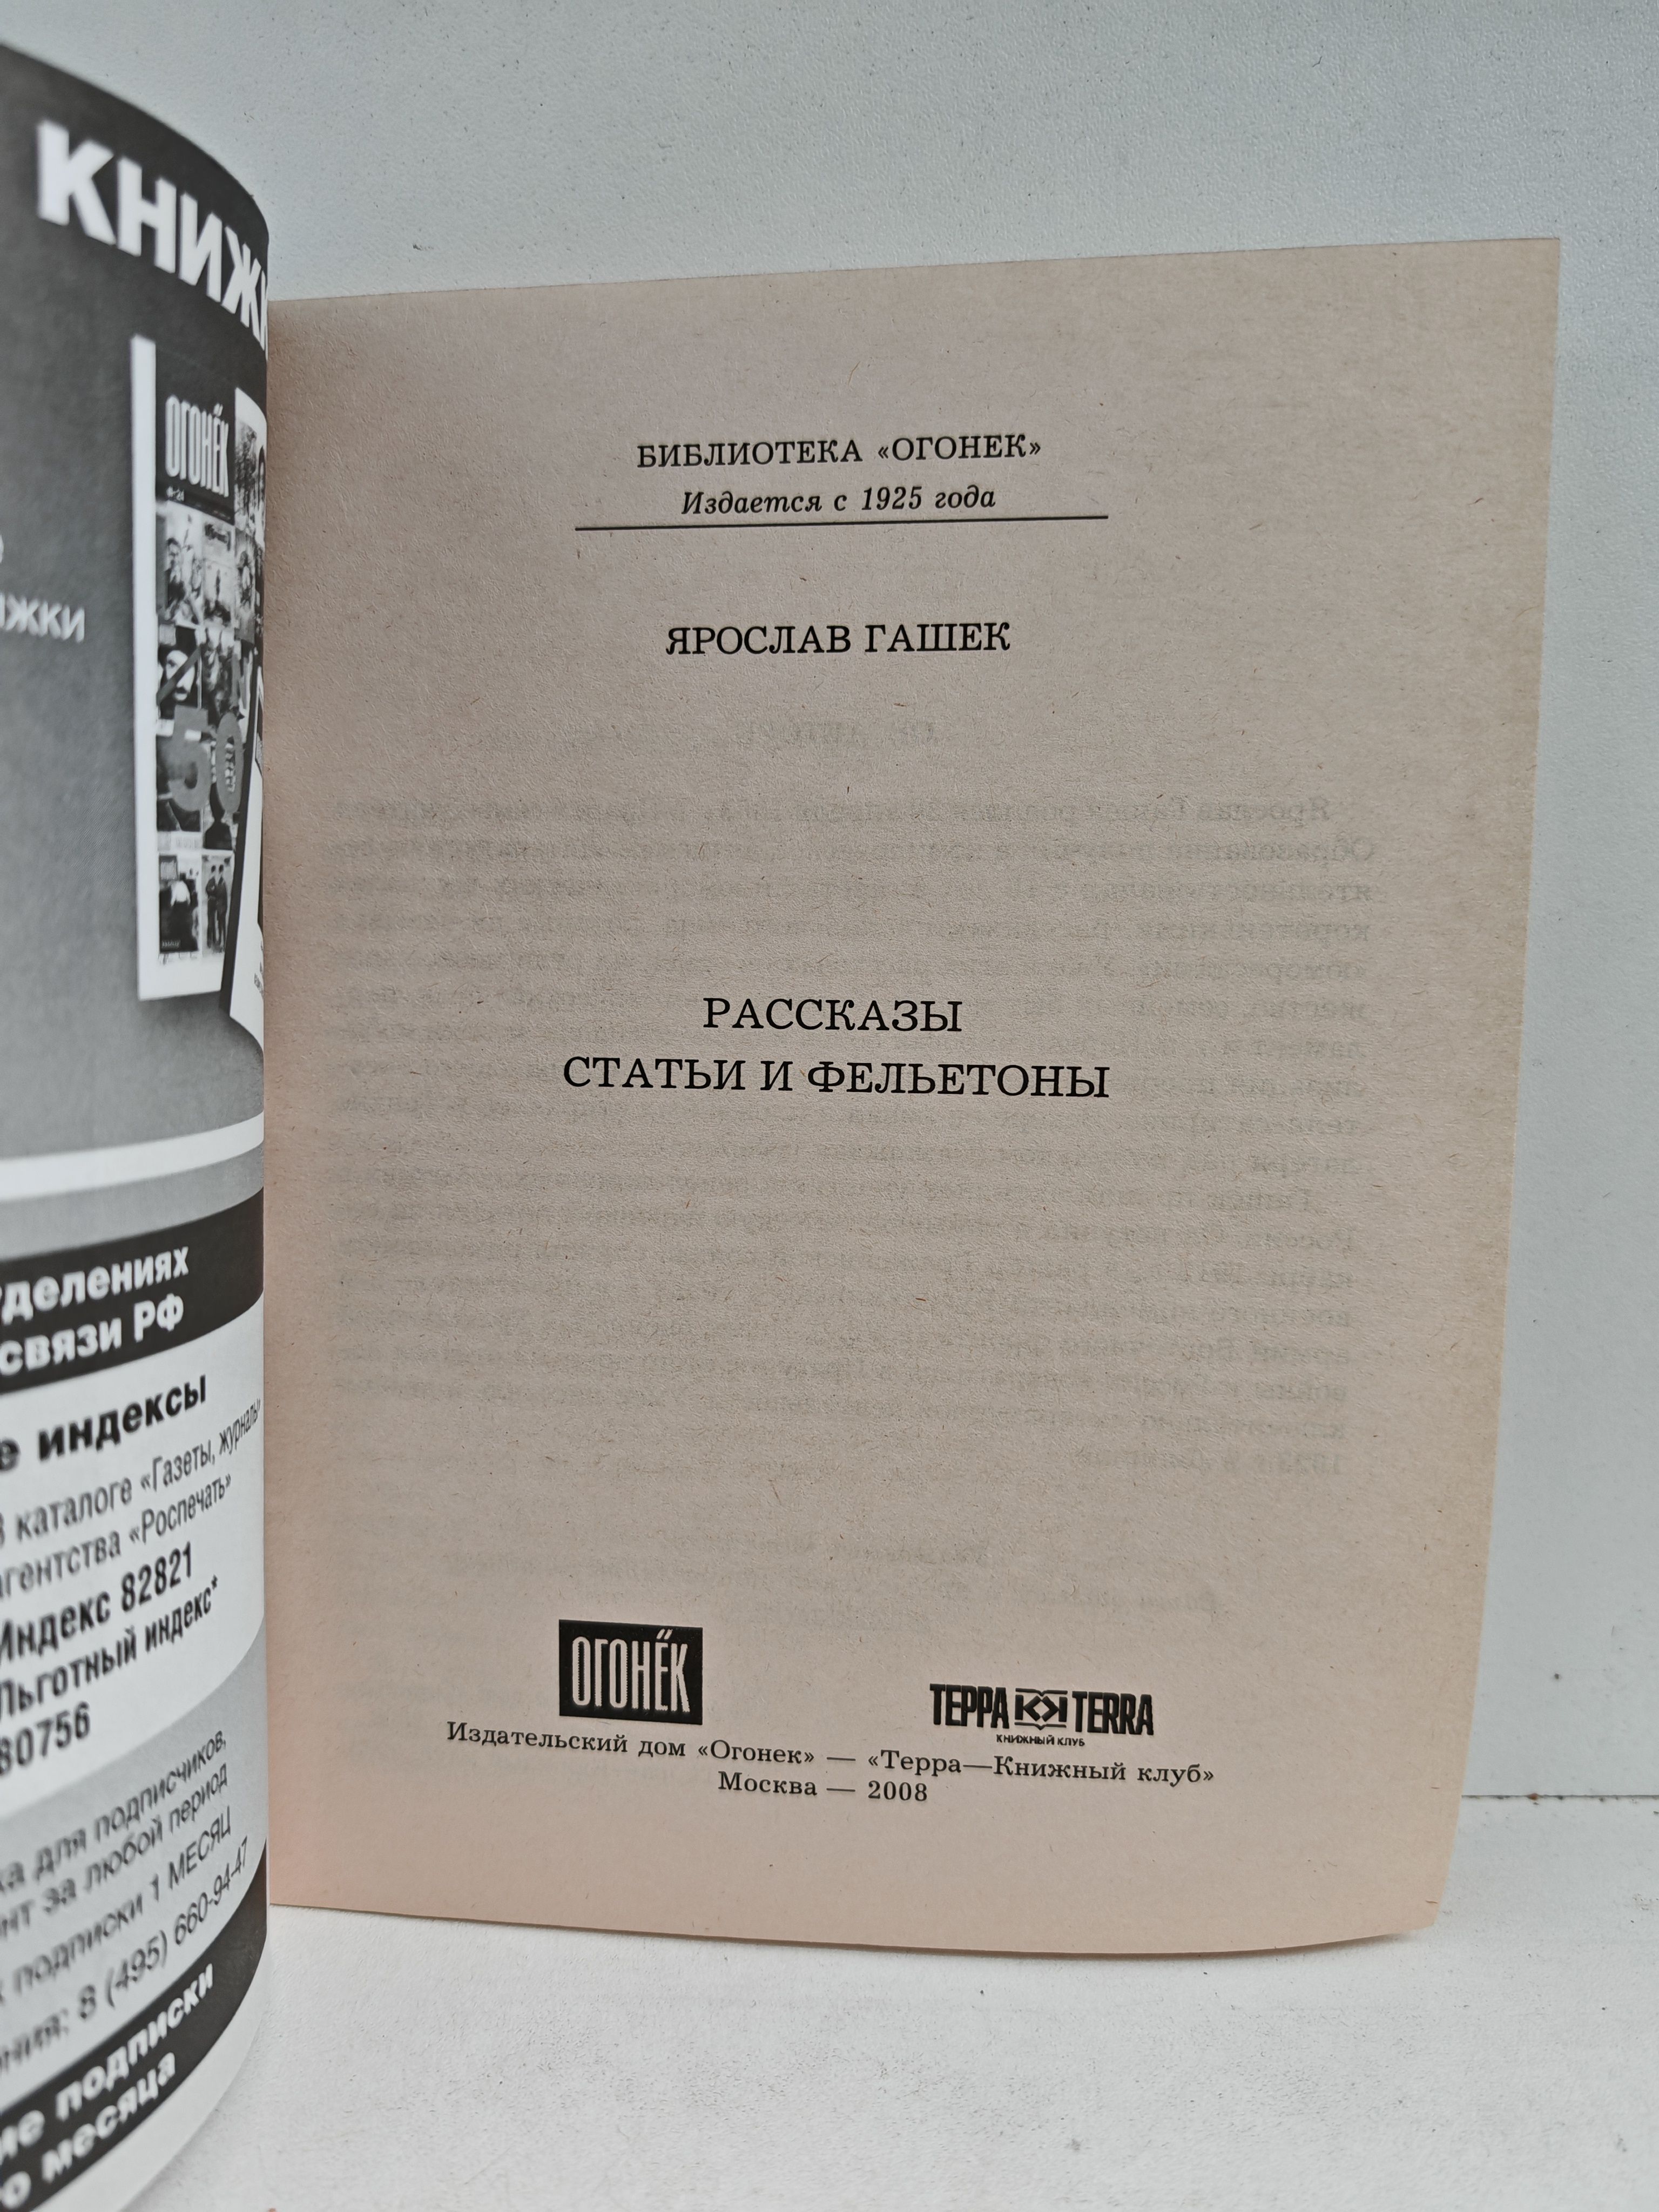 КНИЖ
ОГОНЁК
ЖКИ
делениях
связи РФ
е индексы
В каталоге «Газеты, журналы»
агентства «Роспечать»
Индекс 82821
Льготный индекс*
80756
ка для подписчиков,
нт за любой период
подписки 1 МЕСЯЦ
ния: 8 (495) 660-94-47
ие подписки
о месяца
БИБЛИОТЕКА «ОГОНЕК»
Издается с 1925 года
ЯРОСЛАВ ГАШЕК
РАССКАЗЫ
СТАТЬИ И ФЕЛЬЕТОНЫ
ОГОНЁК
ТЕРРА TERRA
КНИЖНЫЙ КЛУБ
Издательский дом «Огонек» — «Терра—Книжный клуб»
Москва — 2008